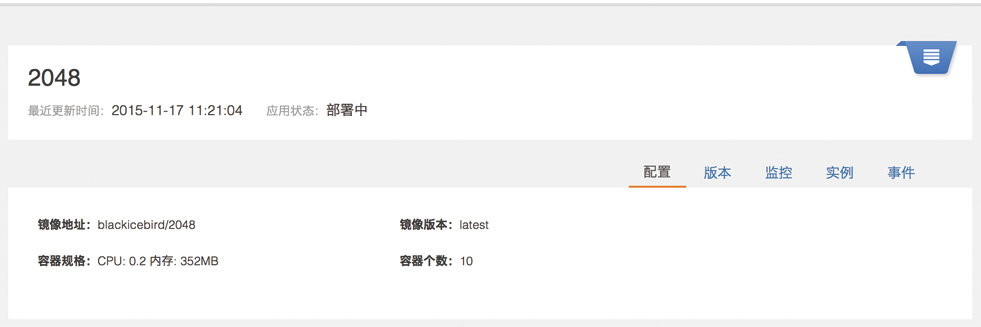 2048
最近更新时间：2015-11-17 11:21:04 应用状态：部署中
配置 版本 监控 实例 事件
镜像地址：blackicebird/2048 镜像版本：latest
容器规格：CPU: 0.2 内存: 352MB 容器个数：10